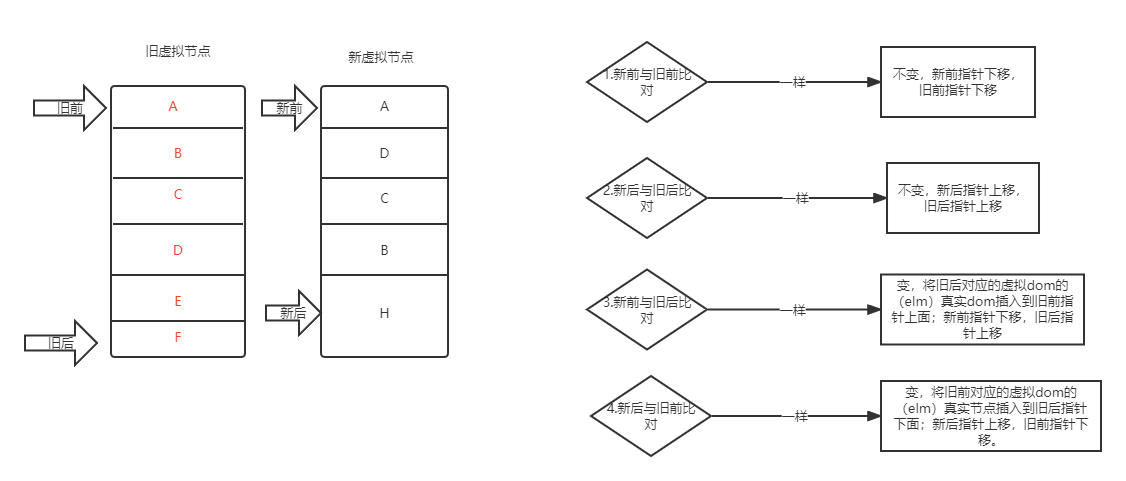 旧虚拟节点
新虚拟节点
旧前
A
B
C
D
E
F
旧后
新前
A
D
C
B
H
新后
1.新前与旧前比
对
一样
不变，新前指针下移，
旧前指针下移
2.新后与旧后比
对
一样
不变，新后指针上移，
旧后指针上移
3.新前与旧后比
对
一样
变，将旧后对应的虚拟dom的
（elm）真实dom插入到旧前指
针上面；新前指针下移，旧后指
针上移
4.新后与旧前比
对
一样
变，将旧前对应的虚拟dom的
（elm）真实节点插入到旧后指针
下面；新后指针上移，旧前指针下
移。